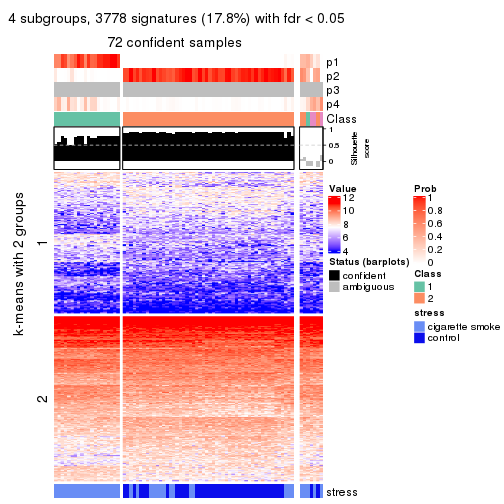 4 subgroups, 3778 signatures (17.8%) with fdr < 0.05
72 confident samples
p1
p2
p3
p4
Class
1
0.5
0
Silhouette
score
k-means with 2 groups
1
2
stress
Value
12
10
8
6
4
Status (barplots)
confident
ambiguous
Prob
1
0.8
0.6
0.4
0.2
0
Class
1
2
stress
cigarette smoke
control